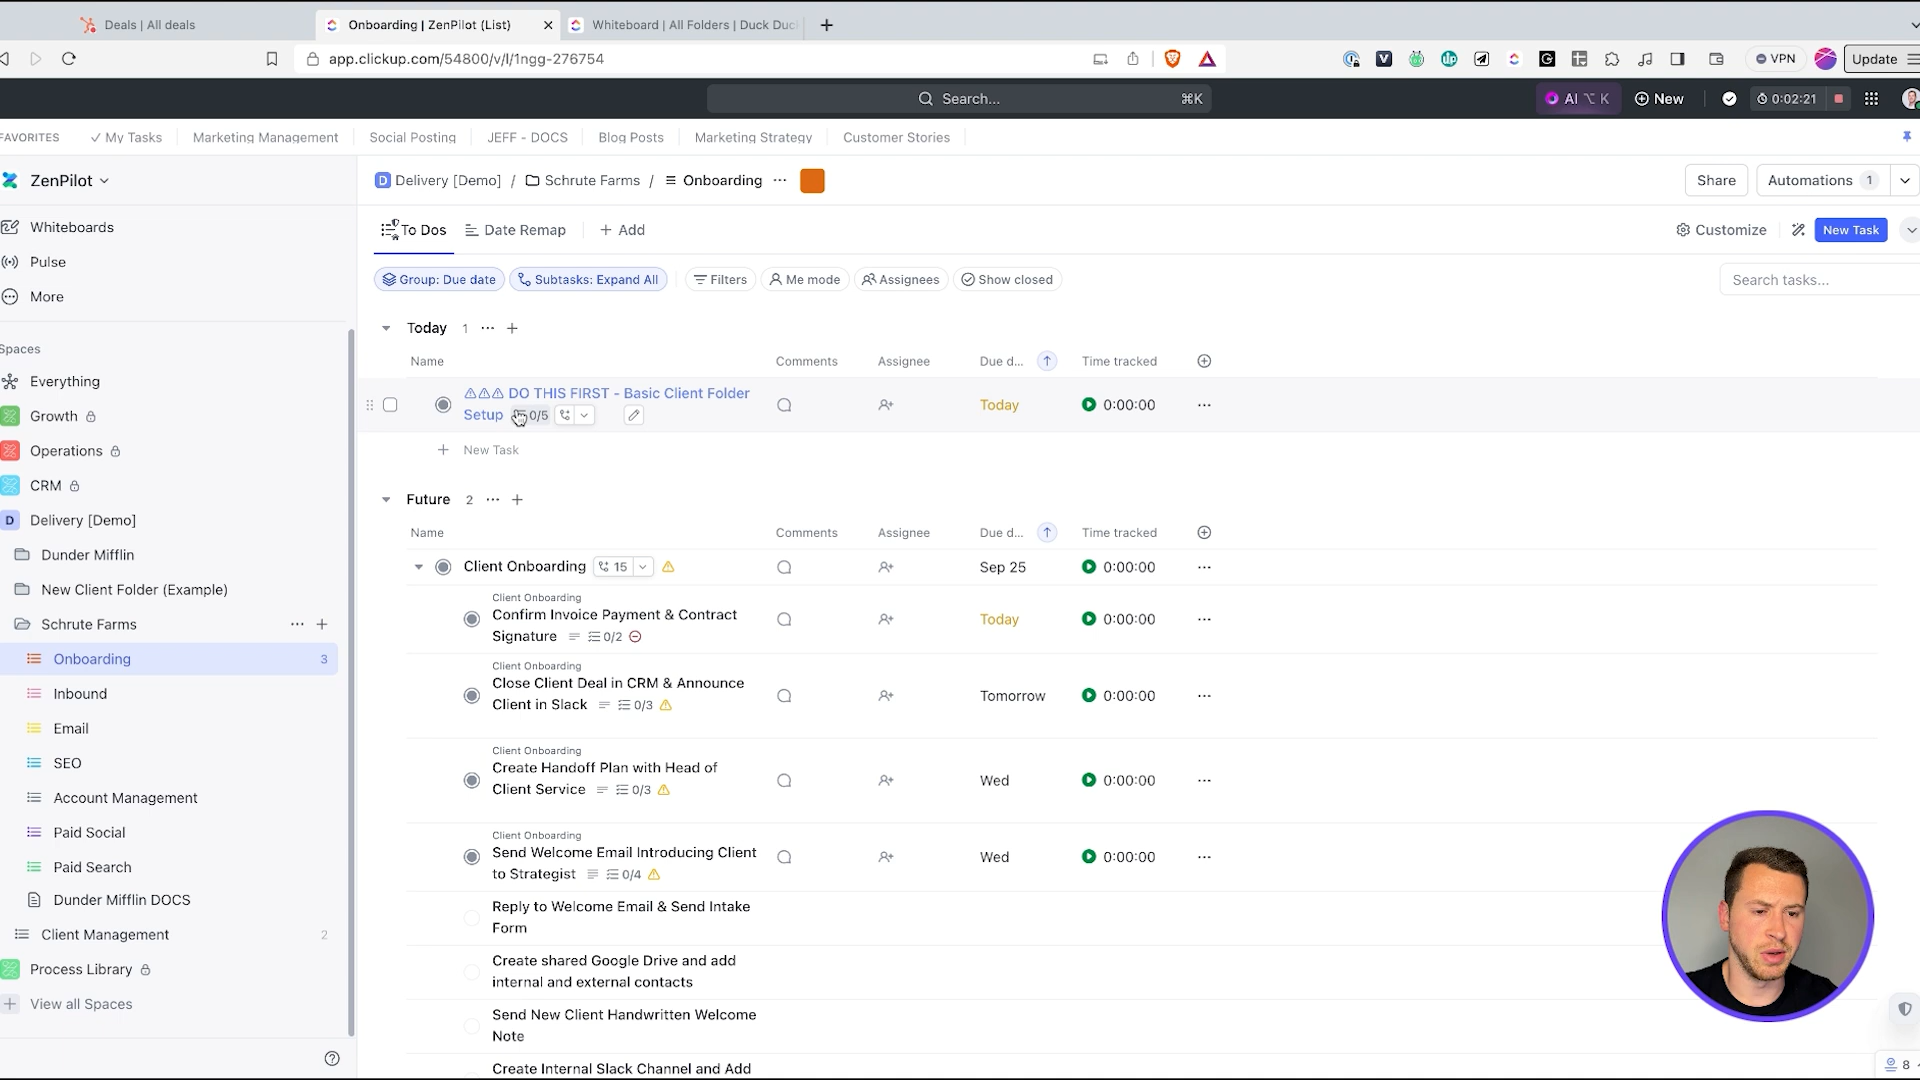 Deals | All deals
Onboarding | ZenPilot (List)
Whiteboard | All Folders | Duck Duc
app.clickup.com/54800/v/l/1ngg-276754
VPN
Update
Search...
⌘K
AI ⌥ K
New
0:02:21
FAVORITES
My Tasks
Marketing Management
Social Posting
JEFF - DOCS
Blog Posts
Marketing Strategy
Customer Stories
ZenPilot
Delivery [Demo] / Schrute Farms / Onboarding
Share
Automations 1
Whiteboards
Pulse
More
To Dos
Date Remap
+ Add
Customize
New Task
Group: Due date
Subtasks: Expand All
Filters
Me mode
Assignees
Show closed
Search tasks...
Spaces
Everything
Growth
Operations
CRM
D Delivery [Demo]
Dunder Mifflin
New Client Folder (Example)
Schrute Farms
Onboarding 3
Inbound
Email
SEO
Account Management
Paid Social
Paid Search
Dunder Mifflin DOCS
Client Management 2
Process Library
View all Spaces
Today 1
Name Comments Assignee Due d... Time tracked
⚠⚠⚠ DO THIS FIRST - Basic Client Folder
Setup 0/5
Today 0:00:00
New Task
Future 2
Name Comments Assignee Due d... Time tracked
Client Onboarding 15 Sep 25 0:00:00
Client Onboarding
Confirm Invoice Payment & Contract
Signature 0/2
Today 0:00:00
Client Onboarding
Close Client Deal in CRM & Announce
Client in Slack 0/3
Tomorrow 0:00:00
Client Onboarding
Create Handoff Plan with Head of
Client Service 0/3
Wed 0:00:00
Client Onboarding
Send Welcome Email Introducing Client
to Strategist 0/4
Wed 0:00:00
Reply to Welcome Email & Send Intake
Form
Create shared Google Drive and add
internal and external contacts
Send New Client Handwritten Welcome
Note
Create Internal Slack Channel and Add
8